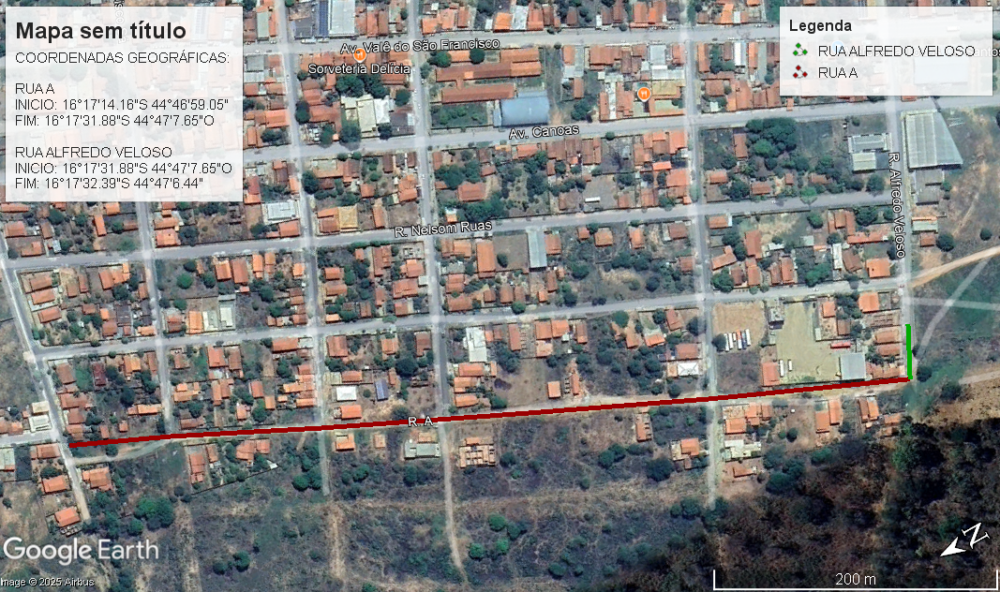 Mapa sem título
COORDENADAS GEOGRÁFICAS:
RUA A
INICIO: 16°17'14.16"S 44°46'59.05"
FIM: 16°17'31.88"S 44°47'7.65"O
RUA ALFREDO VELOSO
INICIO: 16°17'31.88"S 44°47'7.65"O
FIM: 16°17'32.39"S 44°47'6.44"
Legenda
RUA ALFREDO VELOSO
RUA A
Av. Vale do São Francisco
Sorveteria Delícia
Av. Canoas
R. Alfredo Veloso
R. Nelsom Ruas
R. A
Google Earth
Image © 2025 Airbus
N
200 m